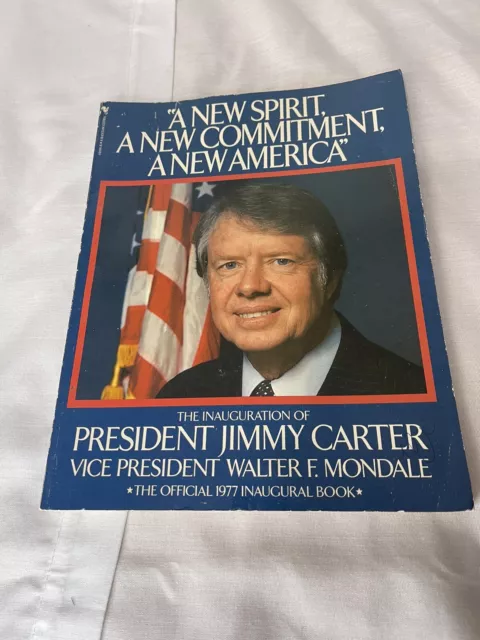 "A NEW SPIRIT,
A NEW COMMITMENT,
A NEW AMERICA"
THE INAUGURATION OF
PRESIDENT JIMMY CARTER
VICE PRESIDENT WALTER F. MONDALE
★THE OFFICIAL 1977 INAUGURAL BOOK★